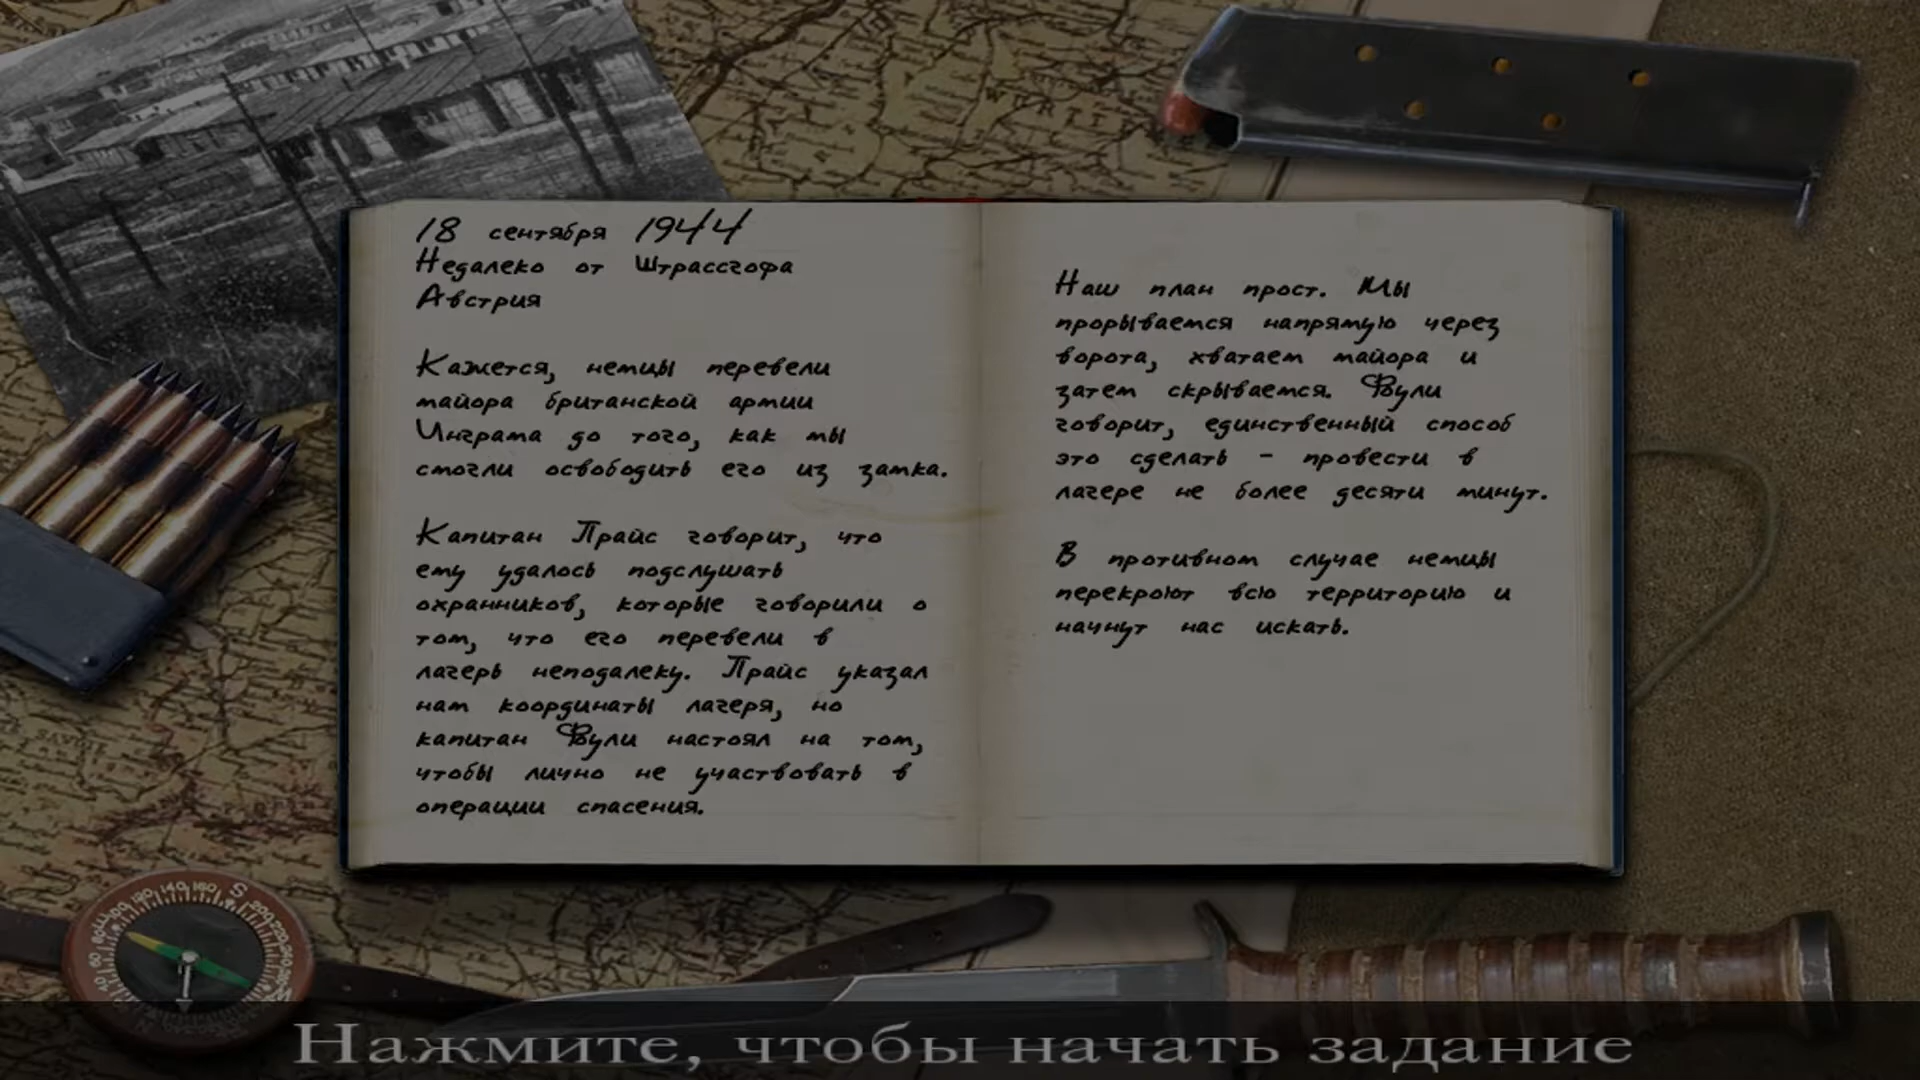 18 сентября 1944
Недалеко от Штрассгофа
Австрия
Кажется, немцы перевели
майора британской армии
Инграма до того, как мы
смогли освободить его из замка.
Капитан Прайс говорит, что
ему удалось подслушать
охранников, которые говорили о
том, что его перевели в
лагерь неподалеку. Прайс указал
нам координаты лагеря, но
капитан Фули настоял на том,
чтобы лично не участвовать в
операции спасения.
Наш план прост. Мы
прорываемся напрямую через
ворота, хватаем майора и
затем скрываемся. Фули
говорит, единственный способ
это сделать - провести в
лагере не более десяти минут.
В противном случае немцы
перекроют всю территорию и
начнут нас искать.
Нажмите, чтобы начать задание